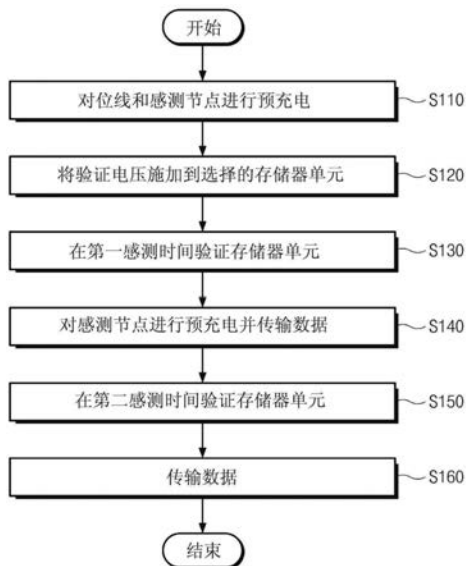 开始
对位线和感测节点进行预充电
S110
将验证电压施加到选择的存储器单元
S120
在第一感测时间验证存储器单元
S130
对感测节点进行预充电并传输数据
S140
在第二感测时间验证存储器单元
S150
传输数据
S160
结束